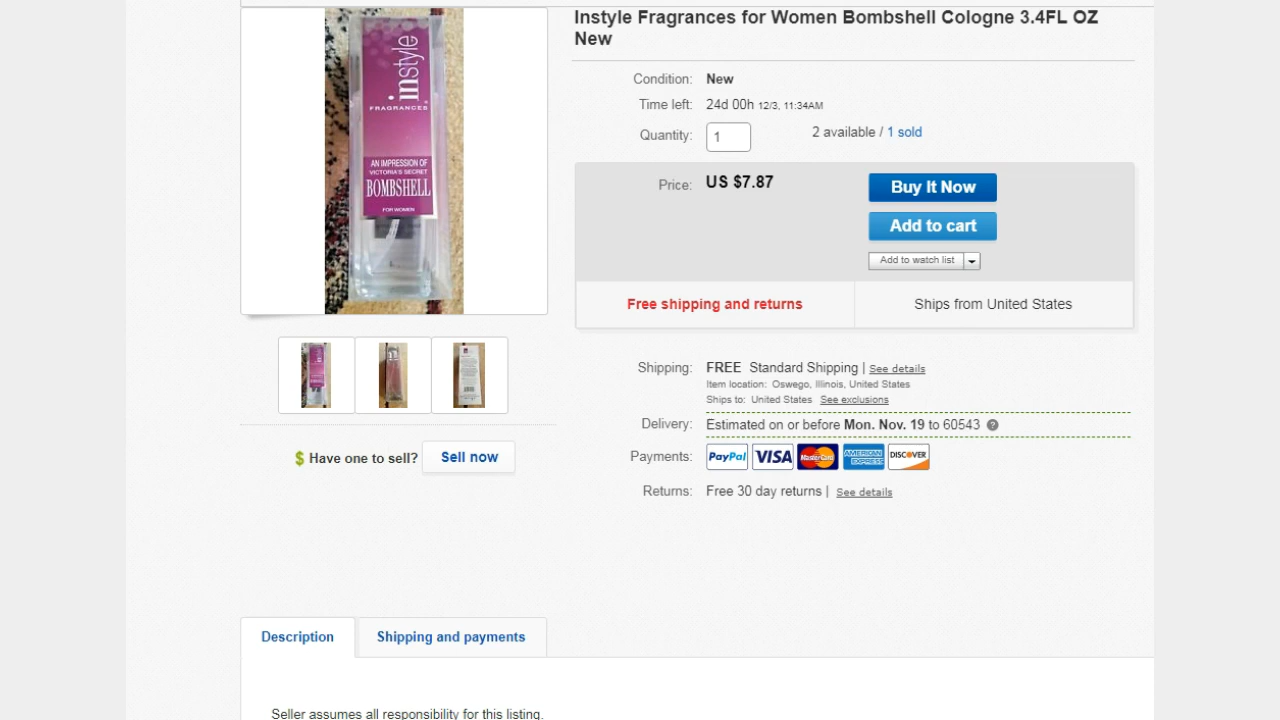 Instyle Fragrances for Women Bombshell Cologne 3.4FL OZ
New
instyle
FRAGRANCES
AN IMPRESSION OF
VICTORIA'S SECRET
BOMBSHELL
FOR WOMEN
Condition: New
Time left: 24d 00h 12/3, 11:34AM
Quantity: 1 2 available / 1 sold
Price: US $7.87
Buy It Now
Add to cart
Add to watch list
Free shipping and returns
Ships from United States
Shipping: FREE Standard Shipping | See details
Item location: Oswego, Illinois, United States
Ships to: United States See exclusions
Delivery: Estimated on or before Mon. Nov. 19 to 60543 ?
Payments: PayPal VISA MasterCard AMERICAN EXPRESS DISCOVER
Returns: Free 30 day returns | See details
$ Have one to sell? Sell now
Description
Shipping and payments
Seller assumes all responsibility for this listing.